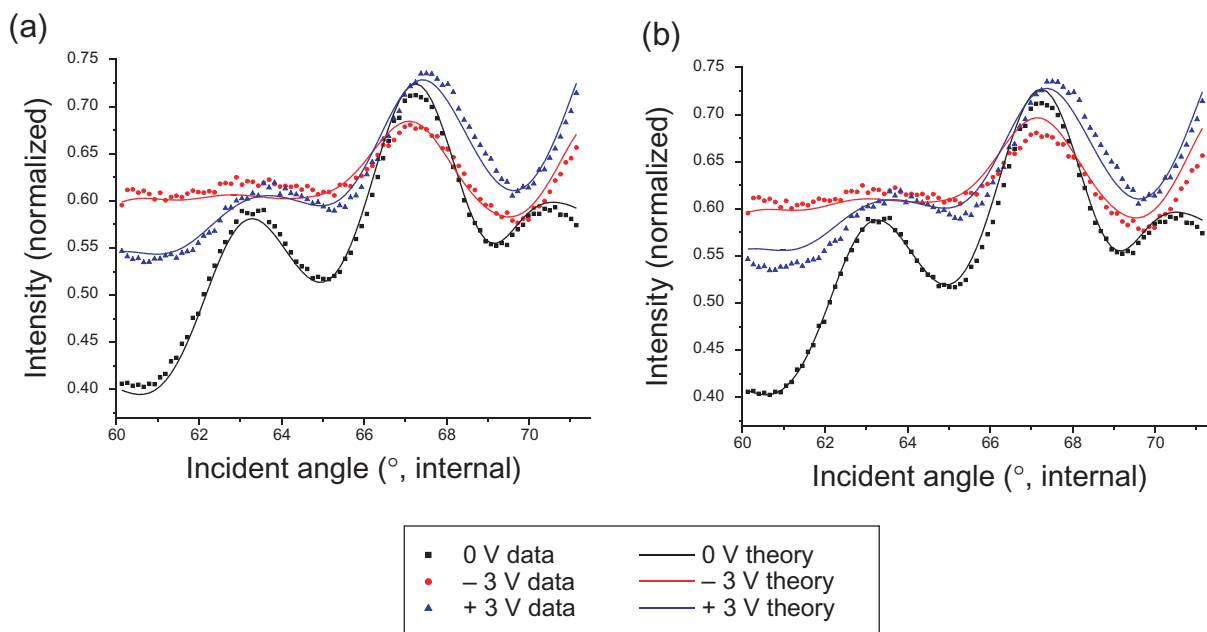 (a)
Intensity (normalized)
0.75
0.70
0.65
0.60
0.55
0.50
0.45
0.40
60 62 64 66 68 70
Incident angle (°, internal)
(b)
Intensity (normalized)
0.75
0.70
0.65
0.60
0.55
0.50
0.45
0.40
60 62 64 66 68 70
Incident angle (°, internal)
0 V data 0 V theory
– 3 V data – 3 V theory
+ 3 V data + 3 V theory